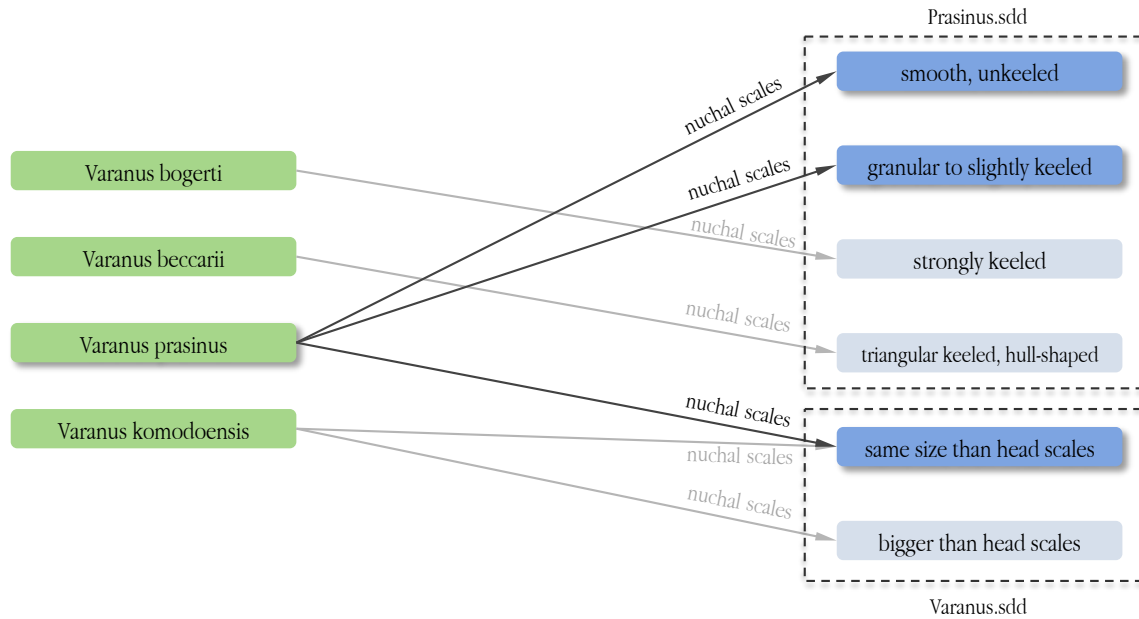 Prasinus.sdd
smooth, unkeeled
nuchal scales
Varanus bogerti
granular to slightly keeled
nuchal scales
nuchal scales
Varanus beccarii
strongly keeled
nuchal scales
Varanus prasinus
triangular keeled, hull-shaped
nuchal scales
Varanus komodoensis
same size than head scales
nuchal scales
nuchal scales
bigger than head scales
Varanus.sdd